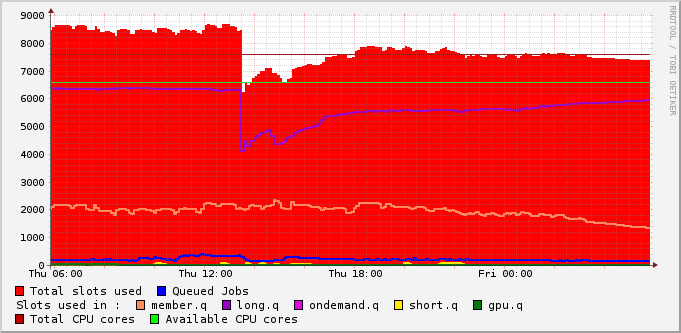 RRDTOOL / TOBI OETIKER
9000
8000
7000
6000
5000
4000
3000
2000
1000
0
Thu 06:00 Thu 12:00 Thu 18:00 Fri 00:00
Total slots used Queued Jobs
Slots used in : member.q long.q ondemand.q short.q gpu.q
Total CPU cores Available CPU cores